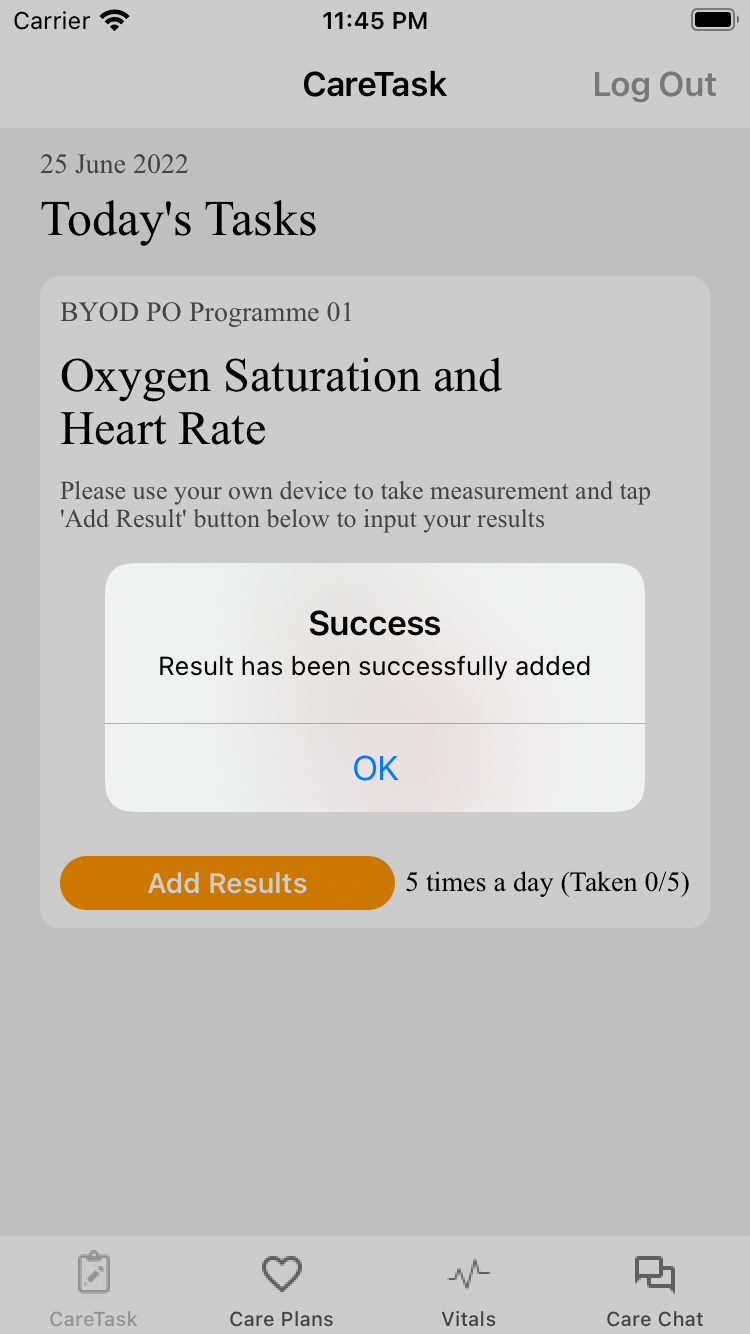 Carrier 11:45 PM
CareTask Log Out
25 June 2022
Today's Tasks
BYOD PO Programme 01
Oxygen Saturation and
Heart Rate
Please use your own device to take measurement and tap
'Add Result' button below to input your results
Success
Result has been successfully added
OK
Add Results 5 times a day (Taken 0/5)
CareTask Care Plans Vitals Care Chat